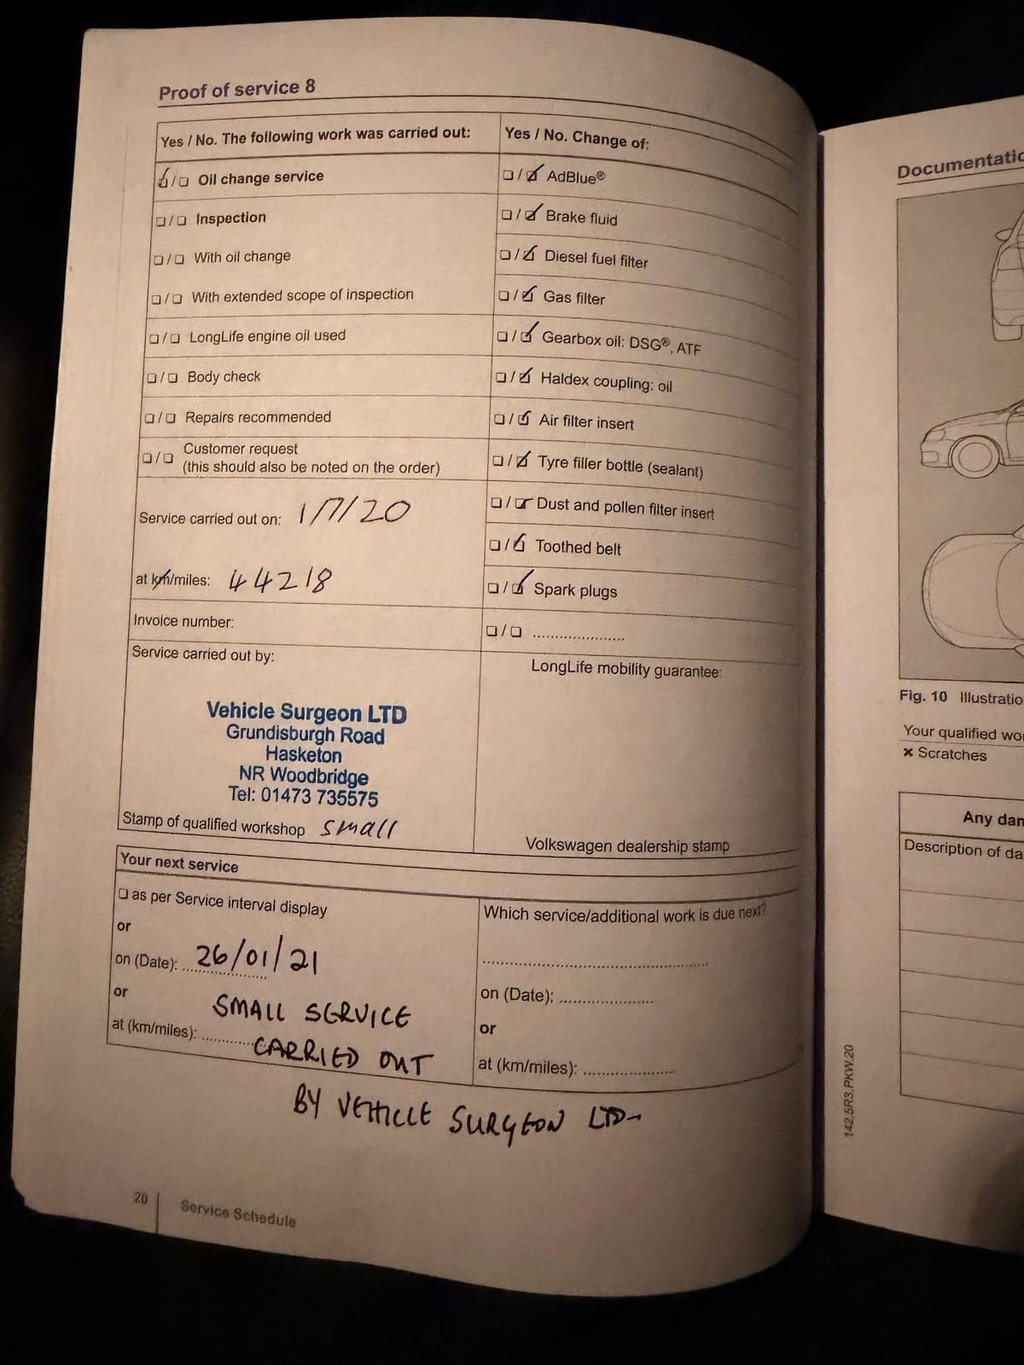 Proof of service 8
Yes / No. The following work was carried out:
☑/☐ Oil change service
☐/☐ Inspection
☐/☐ With oil change
☐/☐ With extended scope of inspection
☐/☐ LongLife engine oil used
☐/☐ Body check
☐/☐ Repairs recommended
☐/☐ Customer request
(this should also be noted on the order)
Service carried out on: 1/7/20
at km/miles: 44218
Invoice number:
Service carried out by:
Vehicle Surgeon LTD
Grundisburgh Road
Hasketon
NR Woodbridge
Tel: 01473 735575
Stamp of qualified workshop small
Yes / No. Change of:
☐/☑ AdBlue®
☐/☑ Brake fluid
☐/☑ Diesel fuel filter
☐/☑ Gas filter
☐/☑ Gearbox oil: DSG®, ATF
☐/☑ Haldex coupling: oil
☐/☑ Air filter insert
☐/☑ Tyre filler bottle (sealant)
☐/☑ Dust and pollen filter insert
☐/☑ Toothed belt
☐/☑ Spark plugs
☐/☐ ......................
LongLife mobility guarantee:
Volkswagen dealership stamp
Your next service
☐ as per Service interval display
or
on (Date): 26/01/21
or
at (km/miles):
SMALL SERVICE
CARRIED OUT
BY VEHICLE SURGEON LTD-
Which service/additional work is due next?
on (Date): ......................
or
at (km/miles): ......................
20 Service Schedule
142.5R3.PKW.20
Documentatio
Fig. 10 Illustratio
Your qualified wo
× Scratches
Any dam
Description of da